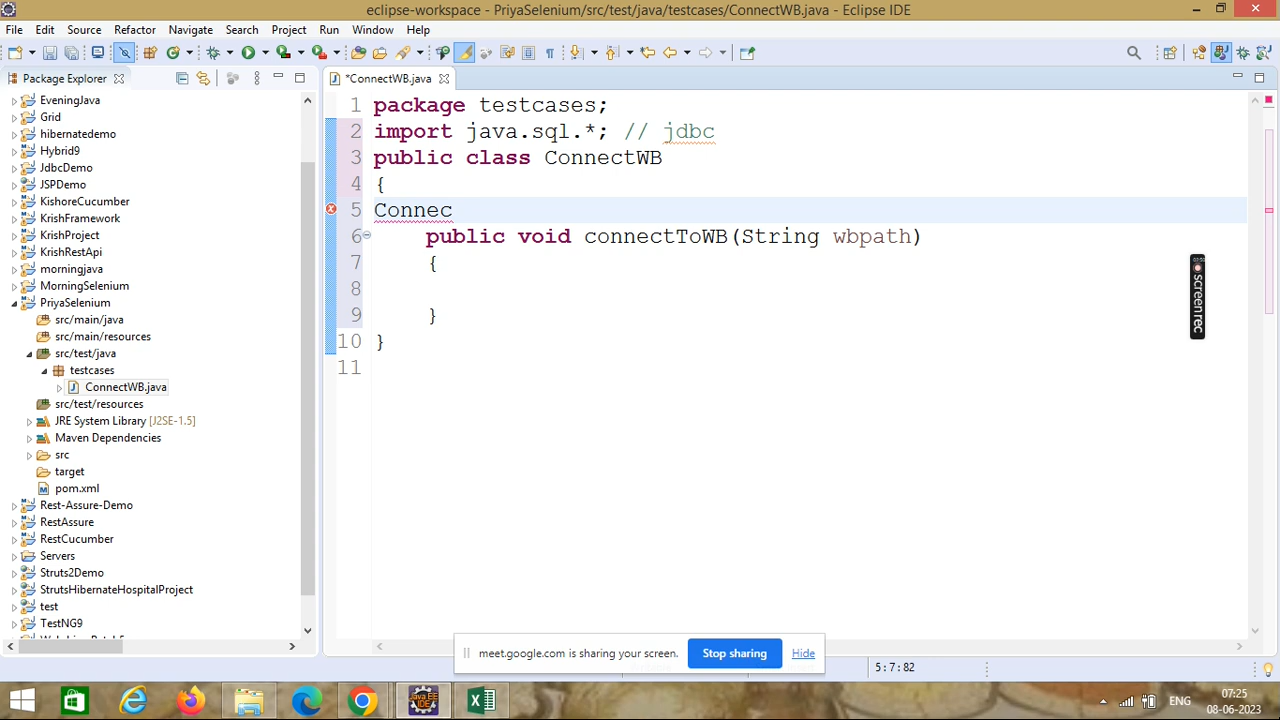 eclipse-workspace - PriyaSelenium/src/test/java/testcases/ConnectWB.java - Eclipse IDE
File Edit Source Refactor Navigate Search Project Run Window Help
Package Explorer
*ConnectWB.java
EveningJava
Grid
hibernatedemo
Hybrid9
JdbcDemo
JSPDemo
KishoreCucumber
KrishFramework
KrishProject
KrishRestApi
morningjava
MorningSelenium
PriyaSelenium
src/main/java
src/main/resources
src/test/java
testcases
ConnectWB.java
src/test/resources
JRE System Library [J2SE-1.5]
Maven Dependencies
src
target
pom.xml
Rest-Assure-Demo
RestAssure
RestCucumber
Servers
Struts2Demo
StrutsHibernateHospitalProject
test
TestNG9
1 package testcases;
2 import java.sql.*; // jdbc
3 public class ConnectWB
4 {
5 Connec
6 public void connectToWB(String wbpath)
7 {
8
9 }
10 }
11
screenrec
meet.google.com is sharing your screen. Stop sharing Hide
5:7:82
Java EE
IDE
ENG
07:25
08-06-2023